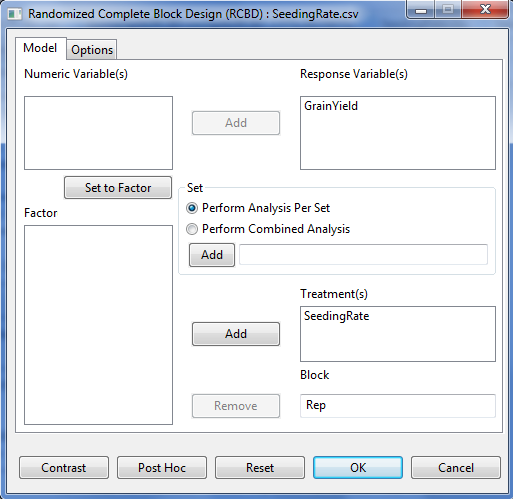 Randomized Complete Block Design (RCBD) : SeedingRate.csv
Model
Options
Numeric Variable(s)
Response Variable(s)
GrainYield
Add
Set to Factor
Set
Perform Analysis Per Set
Perform Combined Analysis
Add
Factor
Treatment(s)
SeedingRate
Add
Block
Remove
Rep
Contrast
Post Hoc
Reset
OK
Cancel